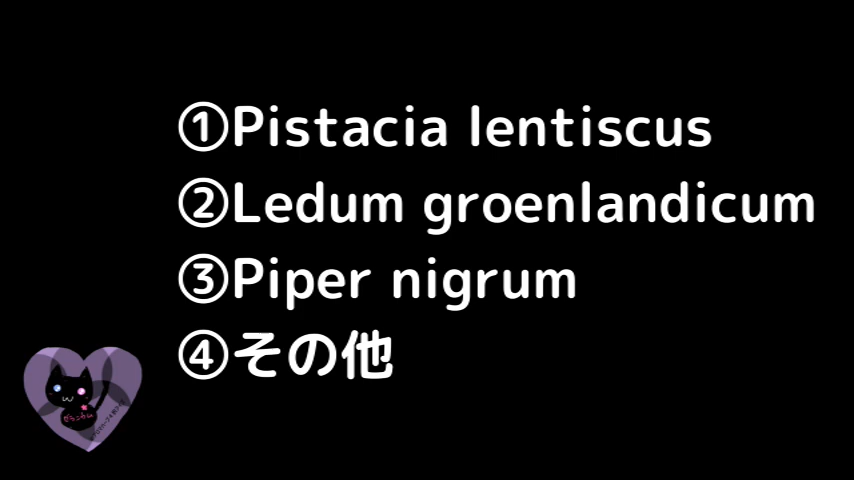 ①Pistacia lentiscus
②Ledum groenlandicum
③Piper nigrum
④その他